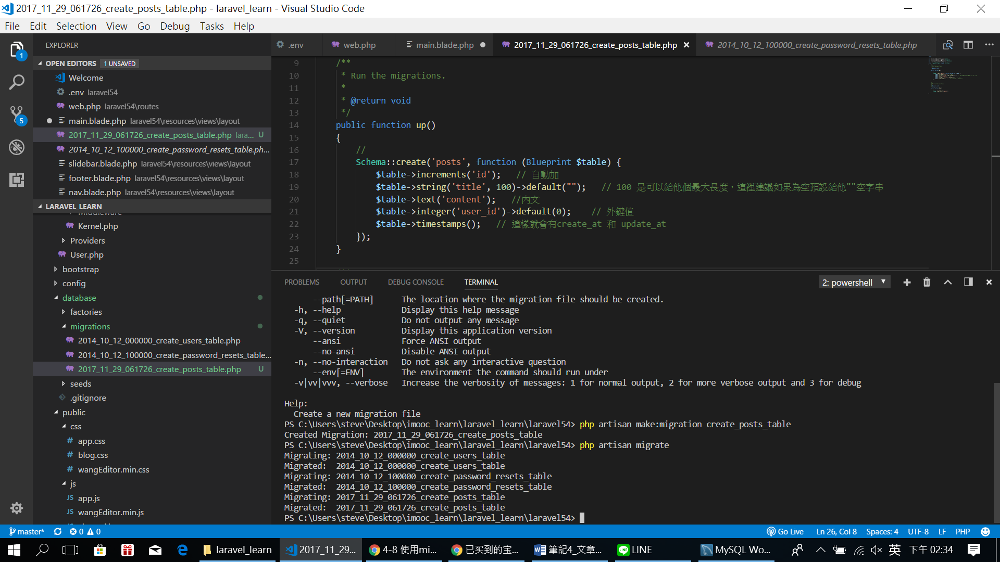 2017_11_29_061726_create_posts_table.php - laravel_learn - Visual Studio Code
File Edit Selection View Go Debug Tasks Help
EXPLORER
OPEN EDITORS 1 UNSAVED
Welcome
.env laravel54
web.php laravel54\routes
main.blade.php laravel54\resources\views\layout
2017_11_29_061726_create_posts_table.php lara... U
2014_10_12_100000_create_password_resets_table.ph...
slidebar.blade.php laravel54\resources\views\layout
footer.blade.php laravel54\resources\views\layout
nav.blade.php laravel54\resources\views\layout
LARAVEL_LEARN
Middleware
Kernel.php
Providers
User.php
bootstrap
config
database
factories
migrations
2014_10_12_000000_create_users_table.php
2014_10_12_100000_create_password_resets_table...
2017_11_29_061726_create_posts_table.php U
seeds
.gitignore
public
css
app.css
blog.css
wangEditor.min.css
js
app.js
wangEditor.min.js
1
5
.env web.php main.blade.php 2017_11_29_061726_create_posts_table.php 2014_10_12_100000_create_password_resets_table.php
9 /**
10 * Run the migrations.
11 *
12 * @return void
13 */
14 public function up()
15 {
16 //
17 Schema::create('posts', function (Blueprint $table) {
18 $table->increments('id'); // 自動加
19 $table->string('title', 100)->default(""); // 100 是可以給他個最大長度，這裡建議如果為空預設給他""空字串
20 $table->text('content'); //內文
21 $table->integer('user_id')->default(0); // 外鍵值
22 $table->timestamps(); // 這樣就會有create_at 和 update_at
23 });
24 }
25
PROBLEMS OUTPUT DEBUG CONSOLE TERMINAL 2: powershell
--path[=PATH] The location where the migration file should be created.
-h, --help Display this help message
-q, --quiet Do not output any message
-V, --version Display this application version
--ansi Force ANSI output
--no-ansi Disable ANSI output
-n, --no-interaction Do not ask any interactive question
--env[=ENV] The environment the command should run under
-v|vv|vvv, --verbose Increase the verbosity of messages: 1 for normal output, 2 for more verbose output and 3 for debug
Help:
Create a new migration file
PS C:\Users\steve\Desktop\imooc_learn\laravel_learn\laravel54> php artisan make:migration create_posts_table
Created Migration: 2017_11_29_061726_create_posts_table
PS C:\Users\steve\Desktop\imooc_learn\laravel_learn\laravel54> php artisan migrate
Migrating: 2014_10_12_000000_create_users_table
Migrated: 2014_10_12_000000_create_users_table
Migrating: 2014_10_12_100000_create_password_resets_table
Migrated: 2014_10_12_100000_create_password_resets_table
Migrating: 2017_11_29_061726_create_posts_table
Migrated: 2017_11_29_061726_create_posts_table
PS C:\Users\steve\Desktop\imooc_learn\laravel_learn\laravel54>
master* 0 0 Go Live Ln 26, Col 8 Spaces: 4 UTF-8 LF PHP
laravel_learn 2017_11_29... 4-8 使用mi... 已买到的宝... 筆記4_文章... LINE MySQL Wo... 英 下午 02:34